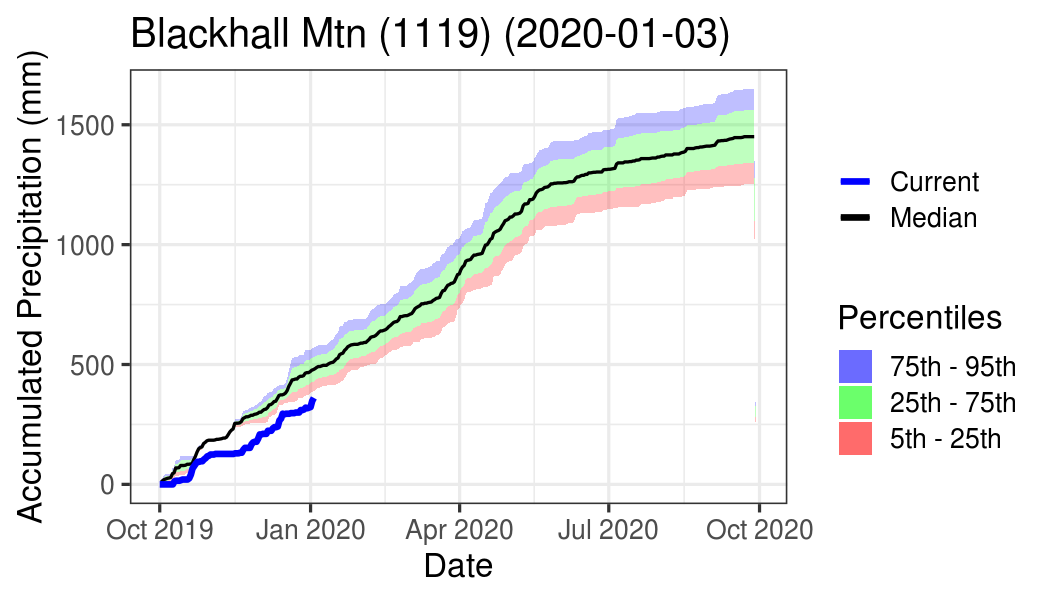 Blackhall Mtn (1119) (2020-01-03)
Accumulated Precipitation (mm)
1500
1000
500
0
Oct 2019
Jan 2020
Apr 2020
Jul 2020
Oct 2020
Date
Current
Median
Percentiles
75th - 95th
25th - 75th
5th - 25th